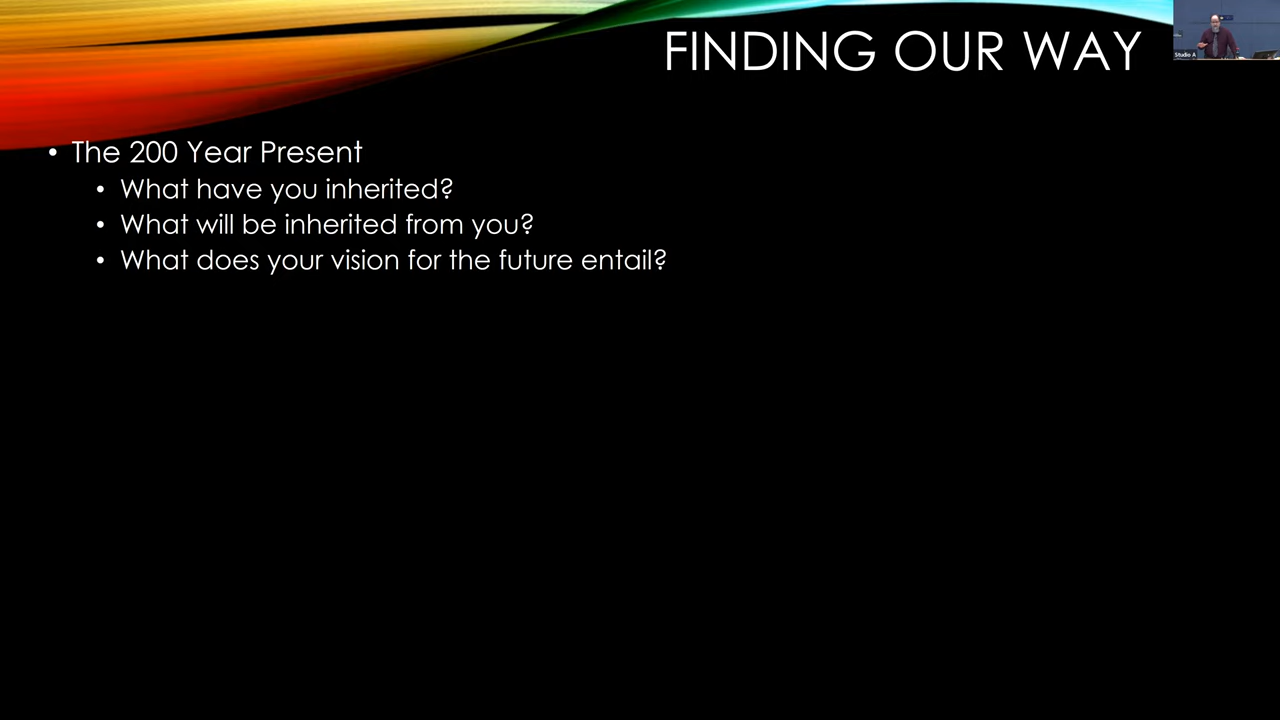 FINDING OUR WAY
Studio A
• The 200 Year Present
• What have you inherited?
• What will be inherited from you?
• What does your vision for the future entail?